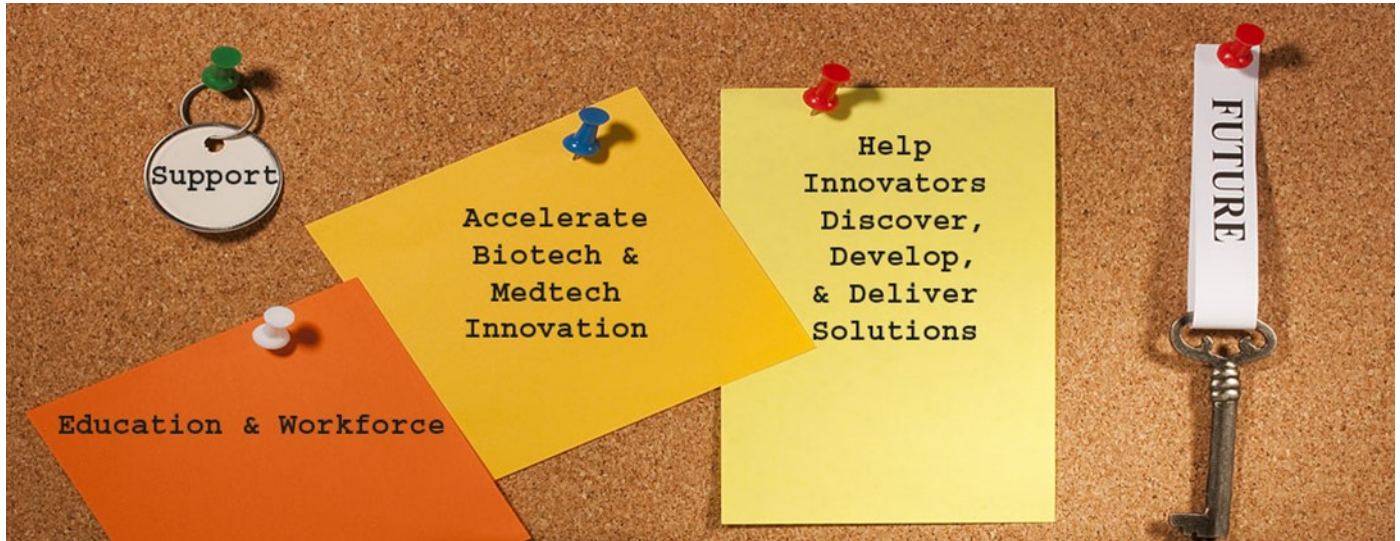 Support
Accelerate
Biotech &
Medtech
Innovation
Education & Workforce
Help
Innovators
Discover,
Develop,
& Deliver
Solutions
FUTURE